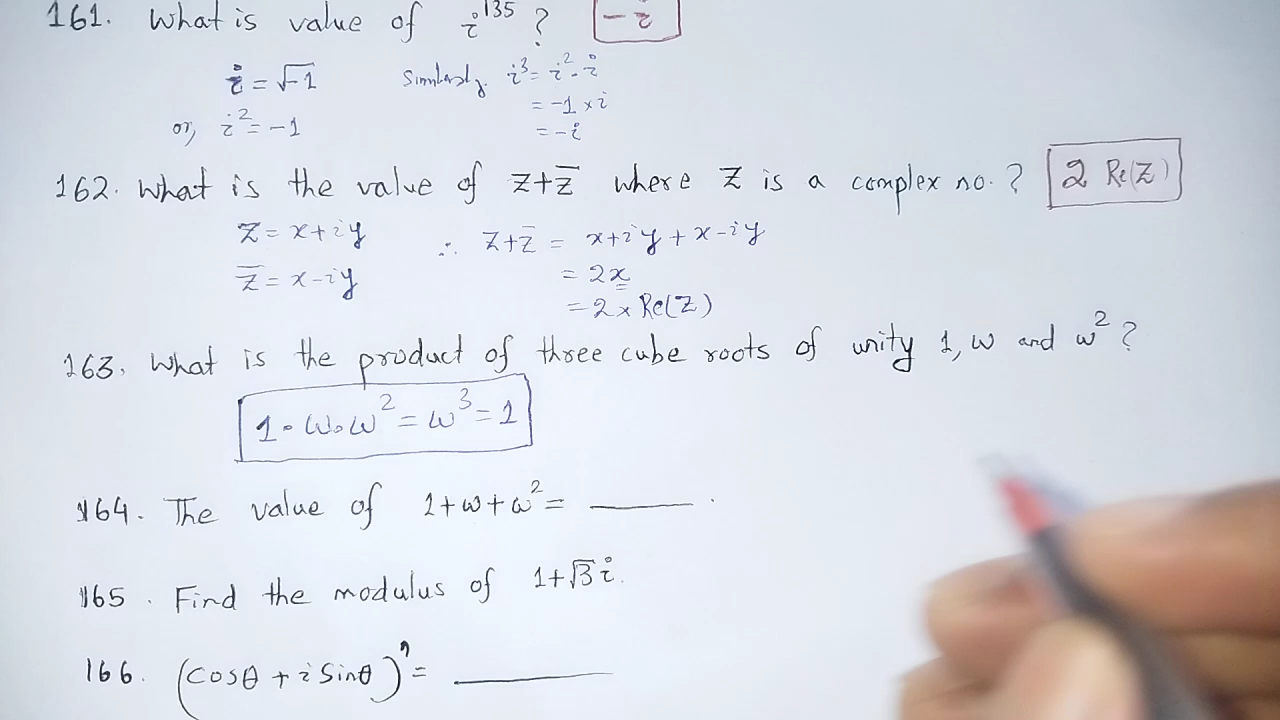 161. What is value of i^135 ? -i
i = √-1 Similarly, i^3 = i^2 · i
= -1 × i
or, i^2 = -1
= -i
162. What is the value of Z+Z̅ where Z is a complex no. ? 2 Re(Z)
Z = x+iy ∴ Z+Z̅ = x+iy + x-iy
Z̅ = x-iy = 2x
= 2 × Re(Z)
163. What is the product of three cube roots of unity 1, ω and ω^2 ?
1 · ω · ω^2 = ω^3 = 1
164. The value of 1+ω+ω^2 = ______ .
165. Find the modulus of 1+√3i.
166. (cosθ + i Sinθ)^n = ______